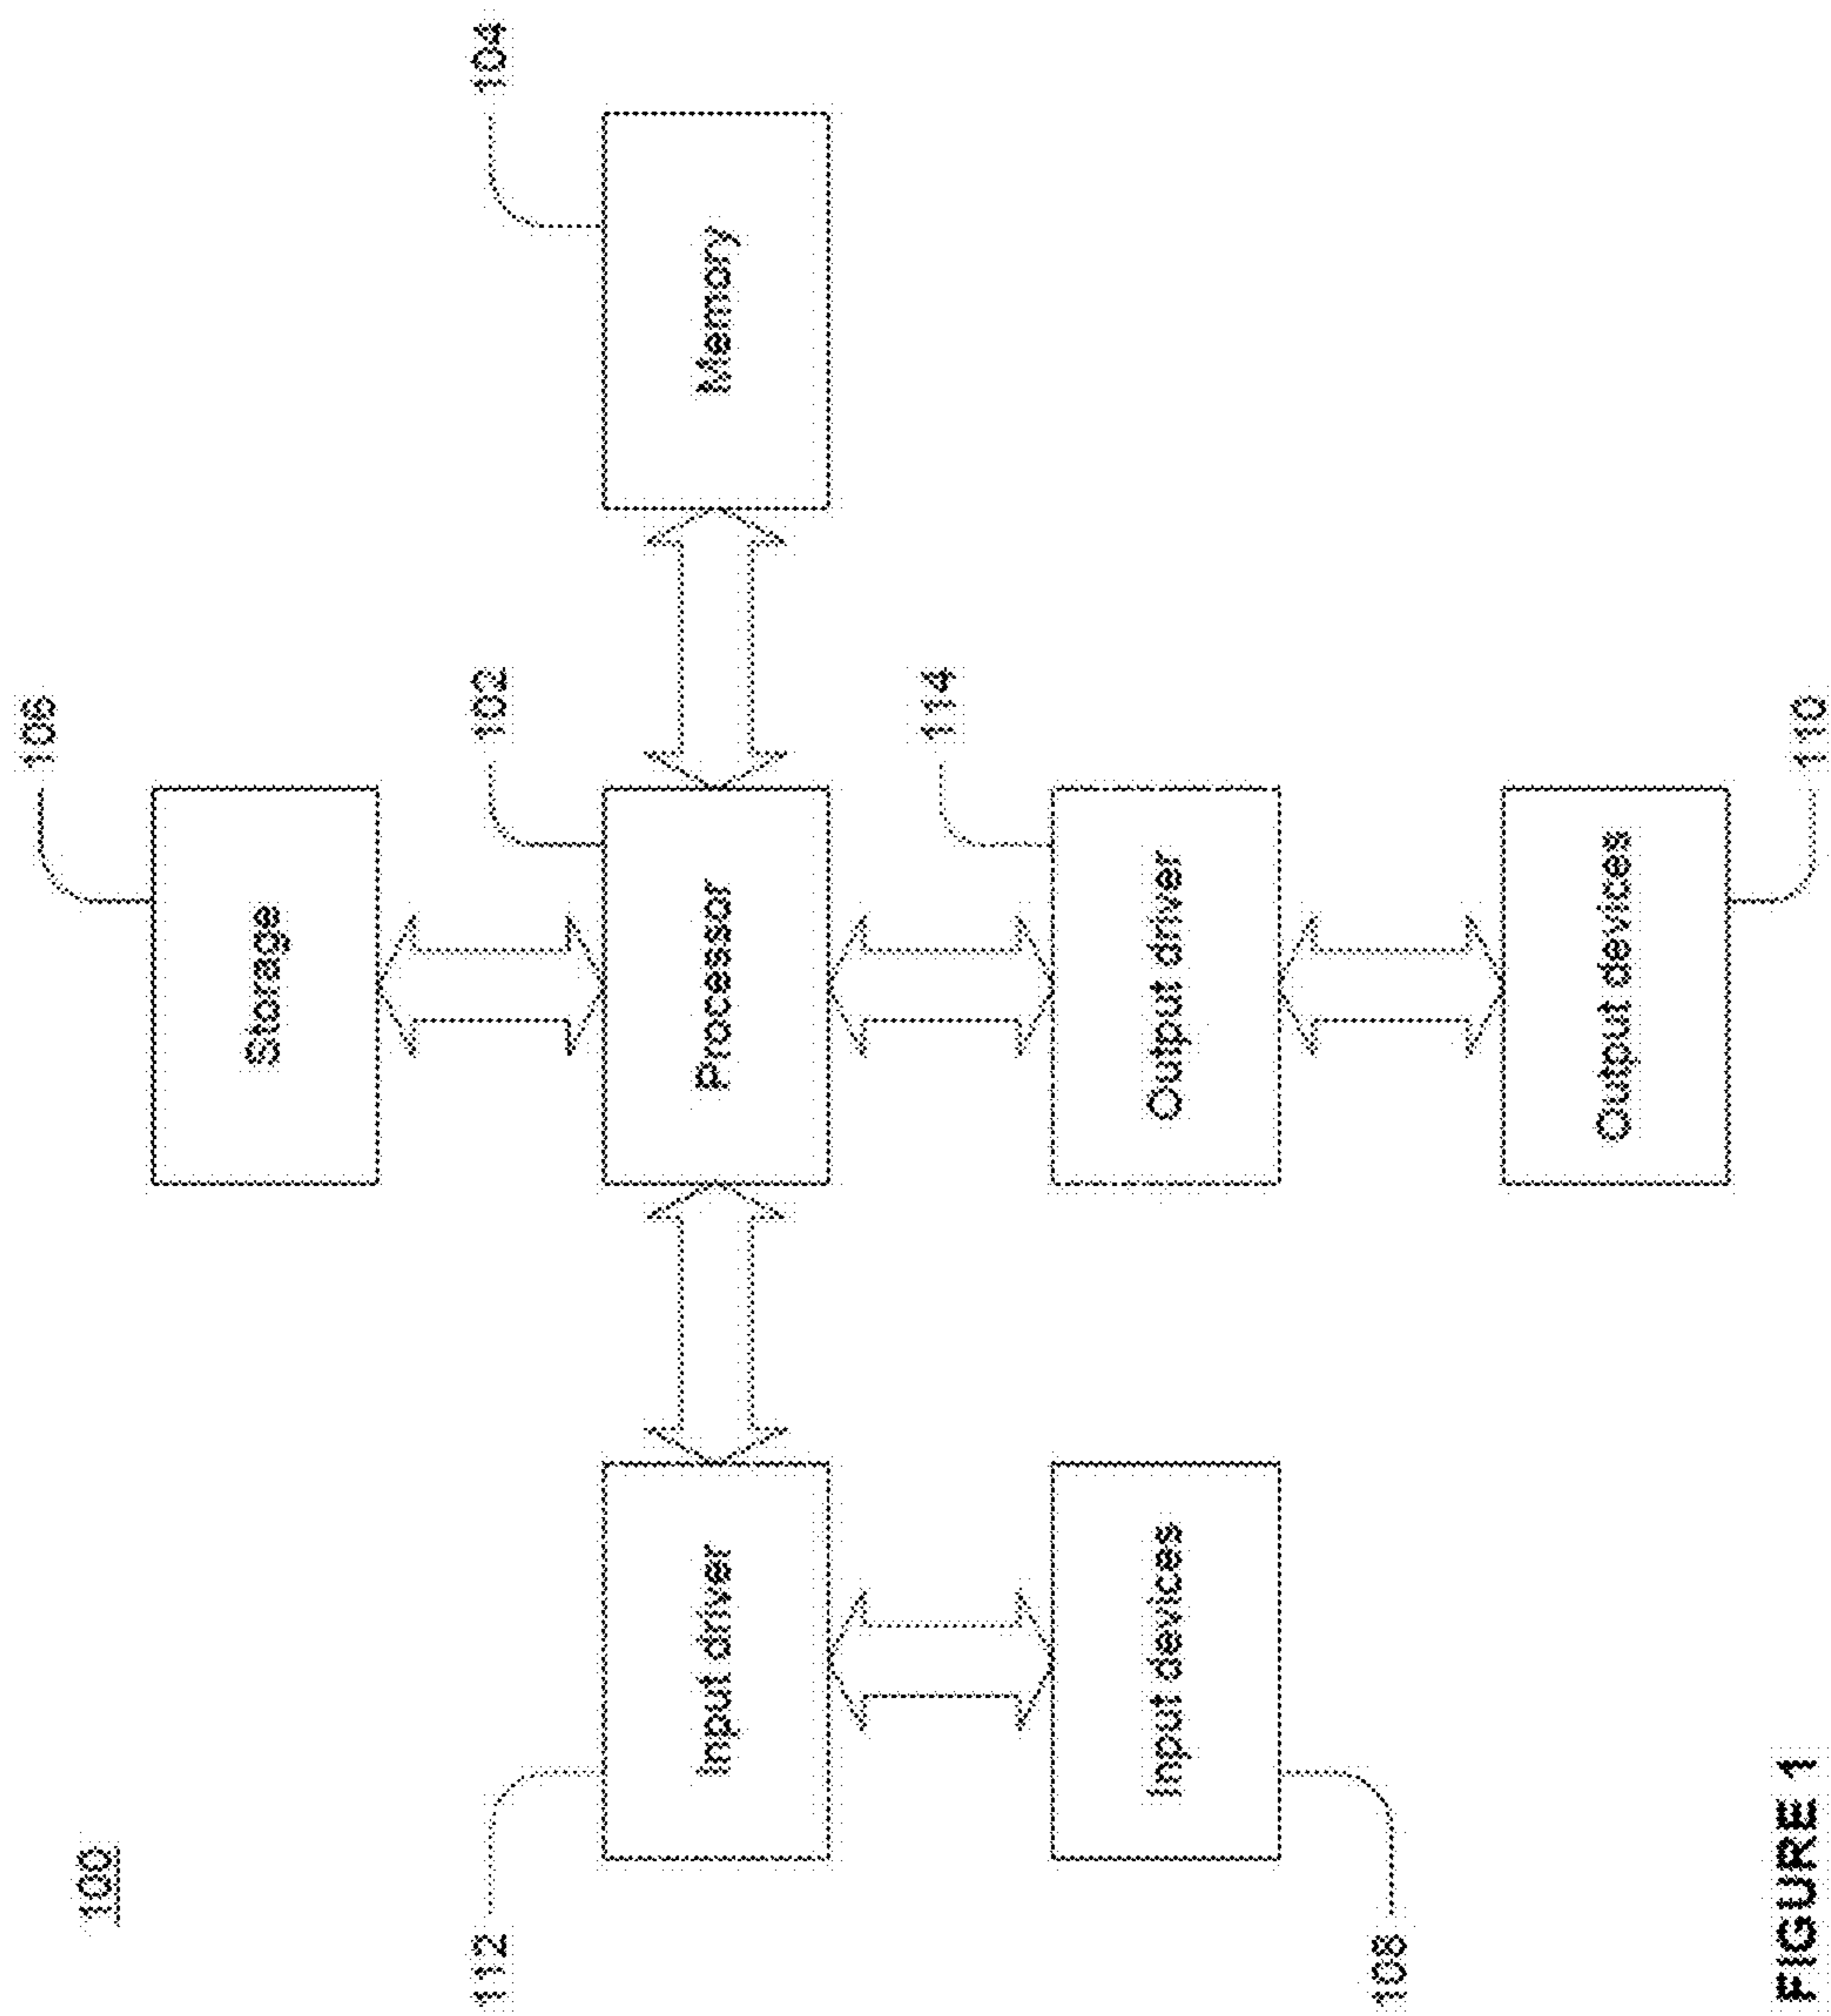 100
106
Storage
112
102
104
Input driver
Processor
Memory
114
Input devices
Output driver
108
Output devices
110
FIGURE 1